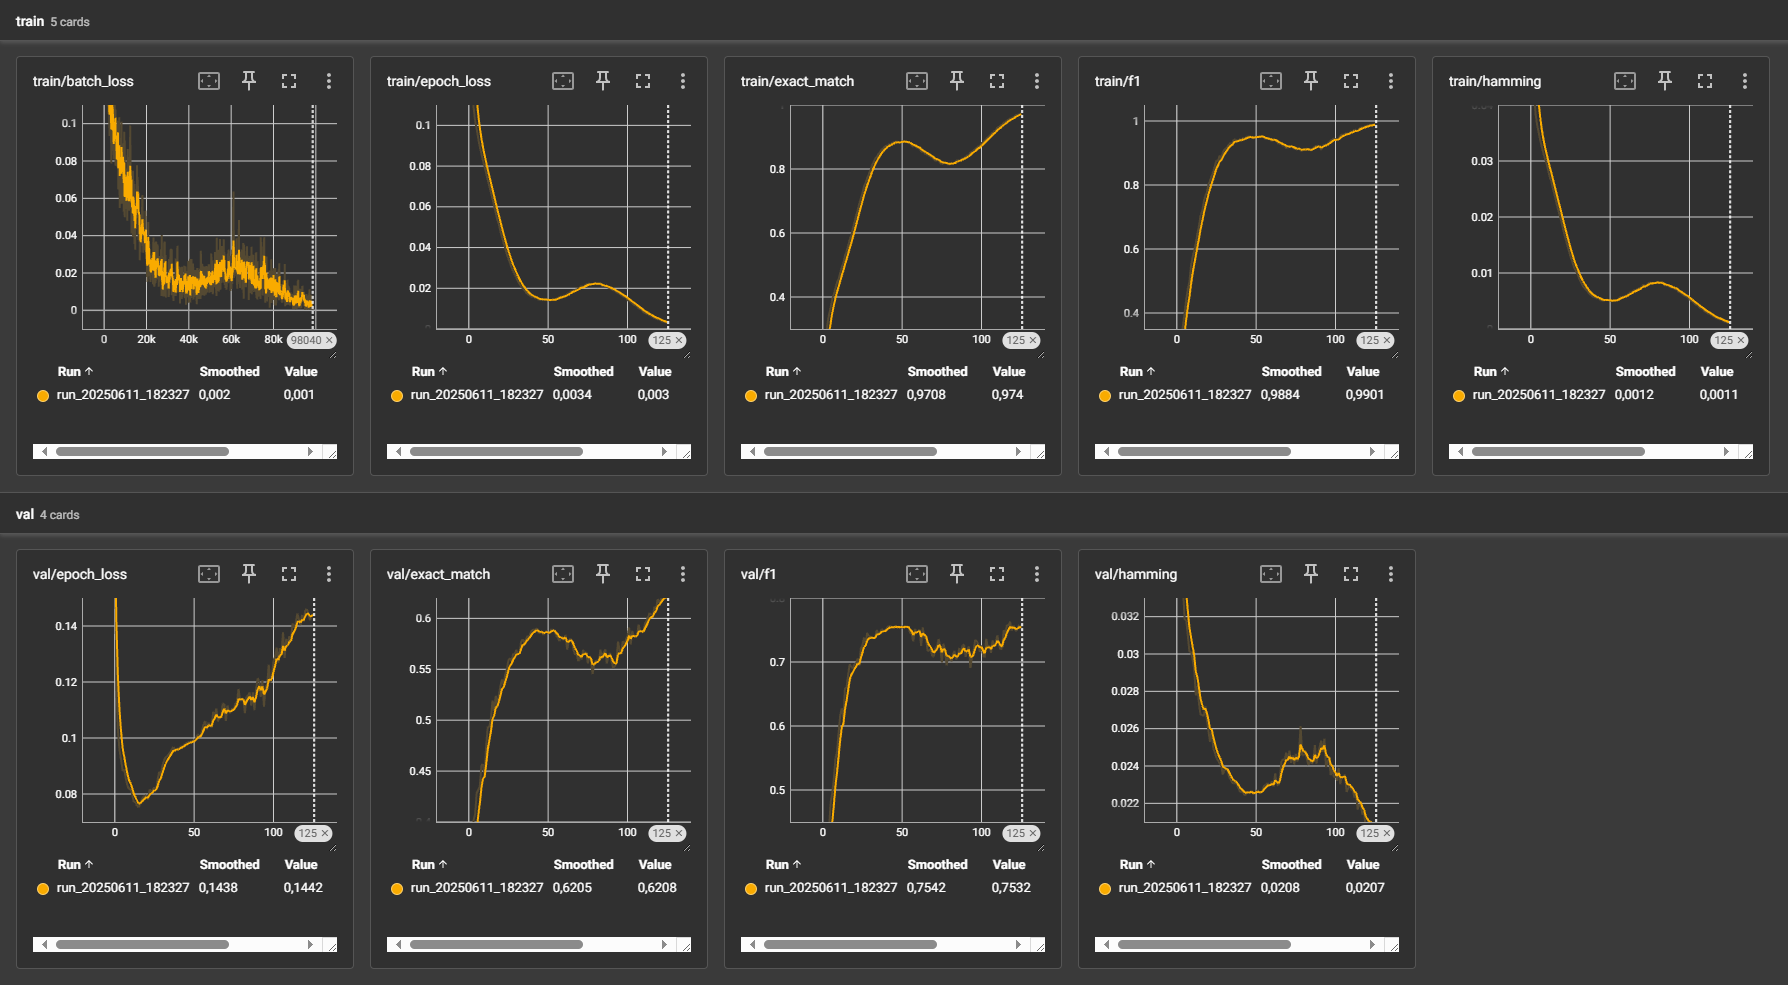 train 5 cards
train/batch_loss
0.1
0.08
0.06
0.04
0.02
0
0 20k 40k 60k 80k 98040 ×
Run ↑ Smoothed Value
run_20250611_182327 0,002 0,001
train/epoch_loss
0.1
0.08
0.06
0.04
0.02
0 50 100 125 ×
Run ↑ Smoothed Value
run_20250611_182327 0,0034 0,003
train/exact_match
0.8
0.6
0.4
0 50 100 125 ×
Run ↑ Smoothed Value
run_20250611_182327 0,9708 0,974
train/f1
1
0.8
0.6
0.4
0 50 100 125 ×
Run ↑ Smoothed Value
run_20250611_182327 0,9884 0,9901
train/hamming
0.03
0.02
0.01
0 50 100 125 ×
Run ↑ Smoothed Value
run_20250611_182327 0,0012 0,0011
val 4 cards
val/epoch_loss
0.14
0.12
0.1
0.08
0 50 100 125 ×
Run ↑ Smoothed Value
run_20250611_182327 0,1438 0,1442
val/exact_match
0.6
0.55
0.5
0.45
0 50 100 125 ×
Run ↑ Smoothed Value
run_20250611_182327 0,6205 0,6208
val/f1
0.7
0.6
0.5
0 50 100 125 ×
Run ↑ Smoothed Value
run_20250611_182327 0,7542 0,7532
val/hamming
0.032
0.03
0.028
0.026
0.024
0.022
0 50 100 125 ×
Run ↑ Smoothed Value
run_20250611_182327 0,0208 0,0207